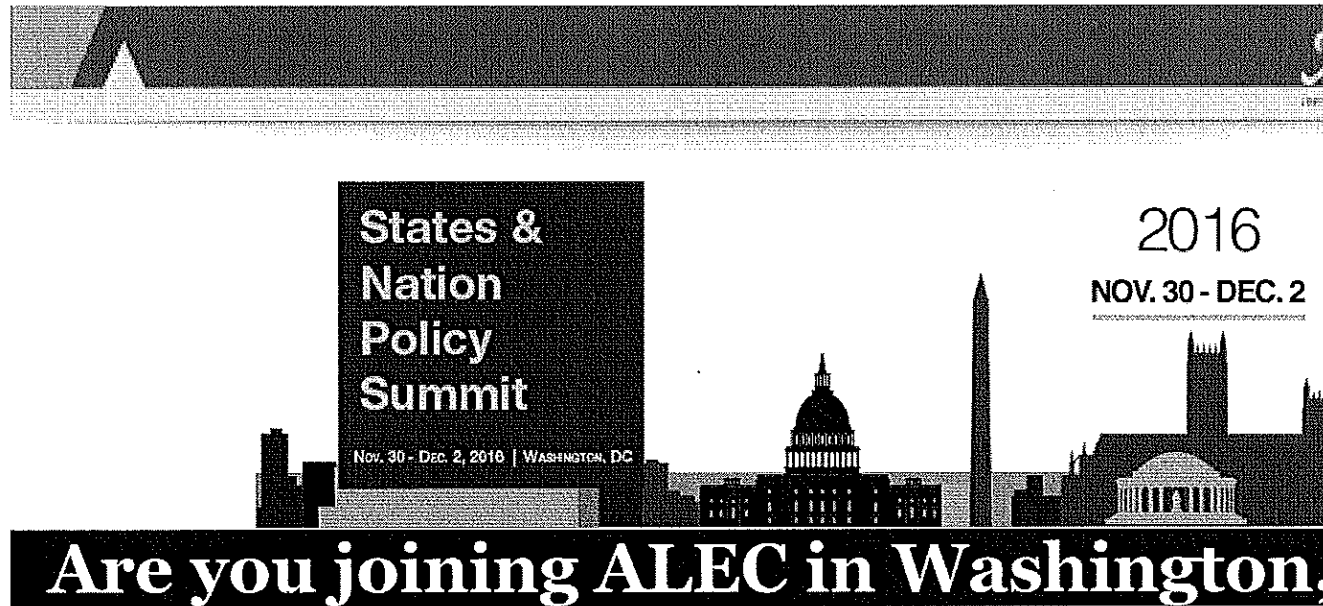 States &
Nation
Policy
Summit
Nov. 30 - Dec. 2, 2016 | Washington, DC
2016
NOV. 30 - DEC. 2
Are you joining ALEC in Washington,